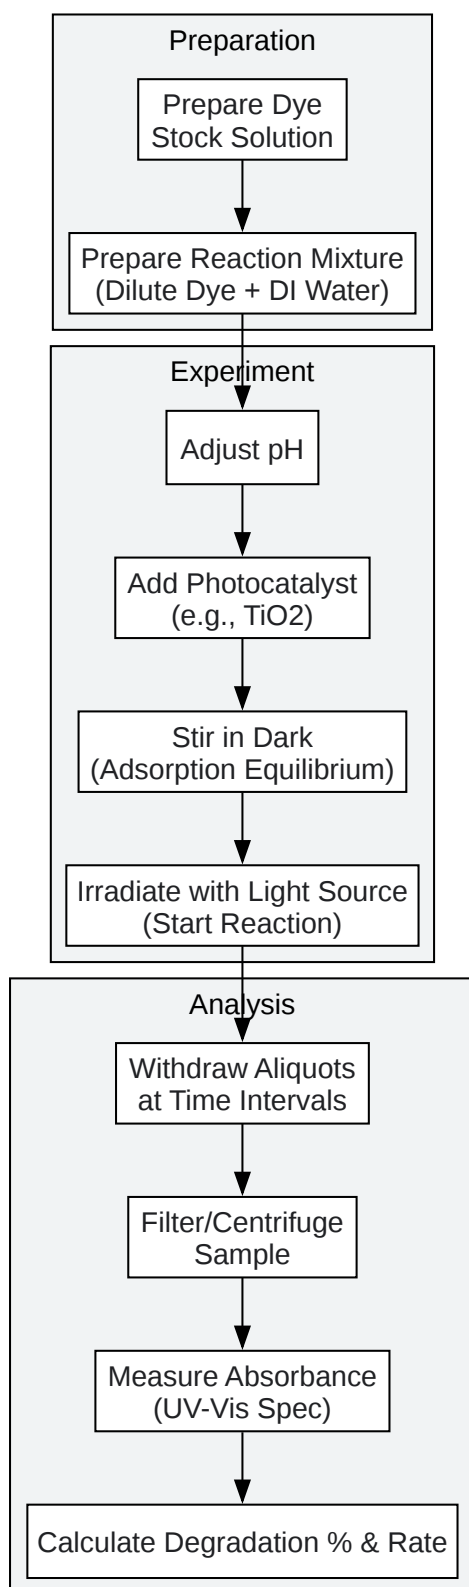 Preparation
Prepare Dye
Stock Solution
Prepare Reaction Mixture
(Dilute Dye + DI Water)
Experiment
Adjust pH
Add Photocatalyst
(e.g., TiO2)
Stir in Dark
(Adsorption Equilibrium)
Irradiate with Light Source
(Start Reaction)
Analysis
Withdraw Aliquots
at Time Intervals
Filter/Centrifuge
Sample
Measure Absorbance
(UV-Vis Spec)
Calculate Degradation % & Rate